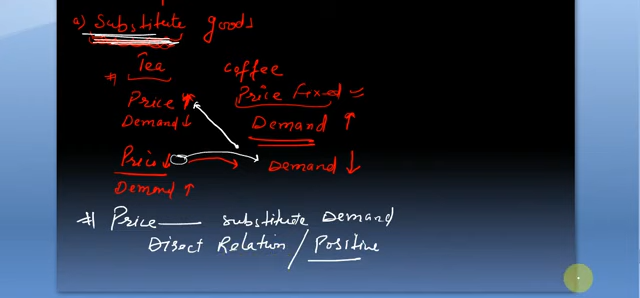 a) Substitute goods
Tea coffee
# Price Fixed
Price ↑
Demand ↓ Demand ↑
Price ↓ Demand ↓
Demand ↑
# Price — Substitute Demand
Direct Relation / Positive